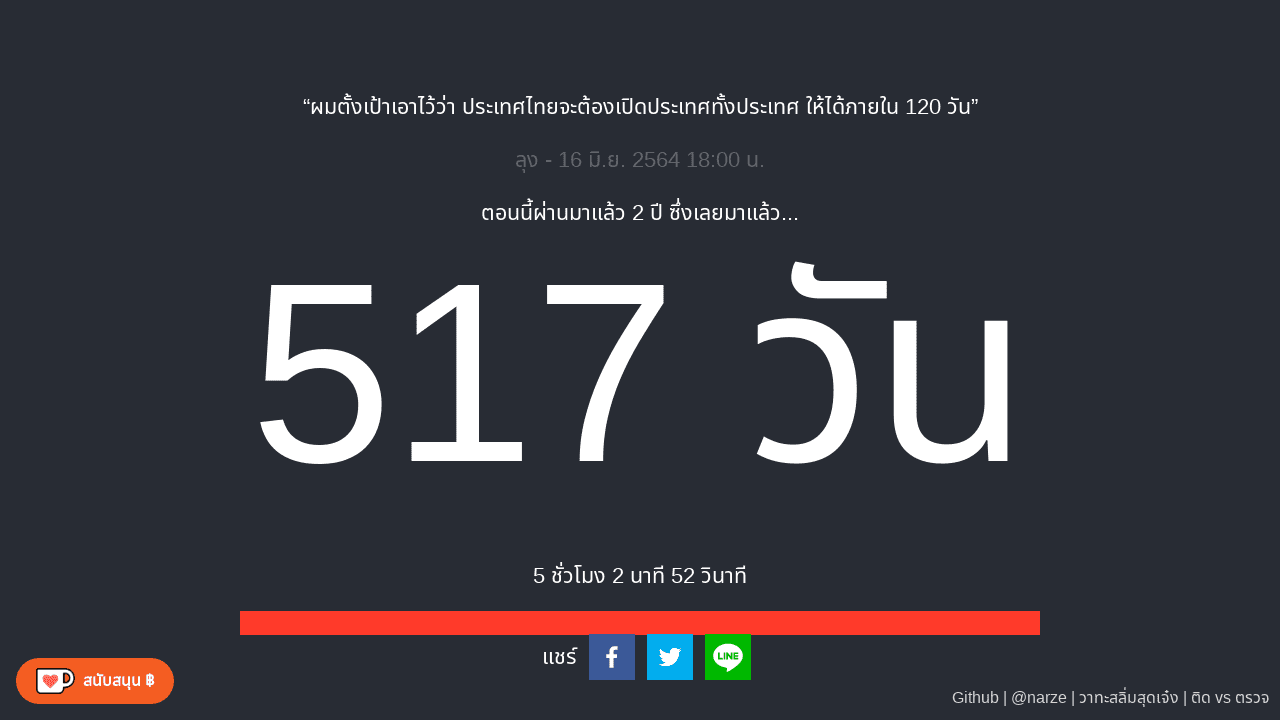 “ผมตั้งเป้าเอาไว้ว่า ประเทศไทยจะต้องเปิดประเทศทั้งประเทศ ให้ได้ภายใน 120 วัน”
ลุง - 16 มิ.ย. 2564 18:00 น.
ตอนนี้ผ่านมาแล้ว 2 ปี ซึ่งเลยมาแล้ว...
517 วัน
5 ชั่วโมง 2 นาที 52 วินาที
แชร์
LINE
สนับสนุน ฿
Github | @narze | วาทะสลิ่มสุดเจ๋ง | ติด vs ตรวจ